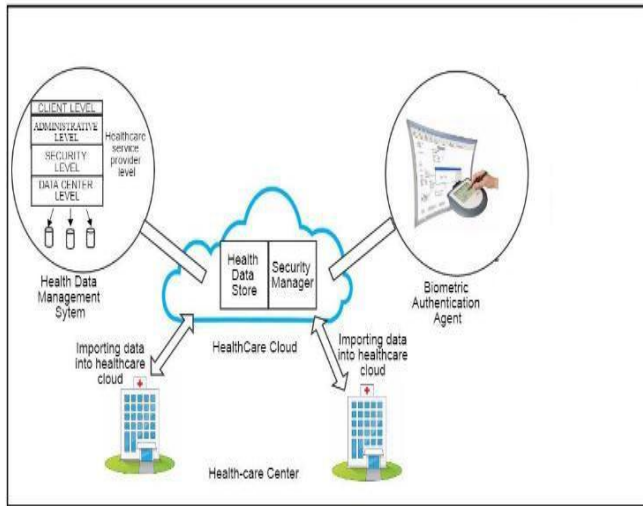 CLIENT LEVEL
ADMINISTRATIVE
LEVEL
SECURITY
LEVEL
DATA CENTER
LEVEL
Healthcare
service
provider
level
Health Data
Management
Sytem
Health
Data
Store
Security
Manager
HealthCare Cloud
Biometric
Authentication
Agent
Importing data
into healthcare
cloud
Importing data
into healthcare
cloud
Health-care Center